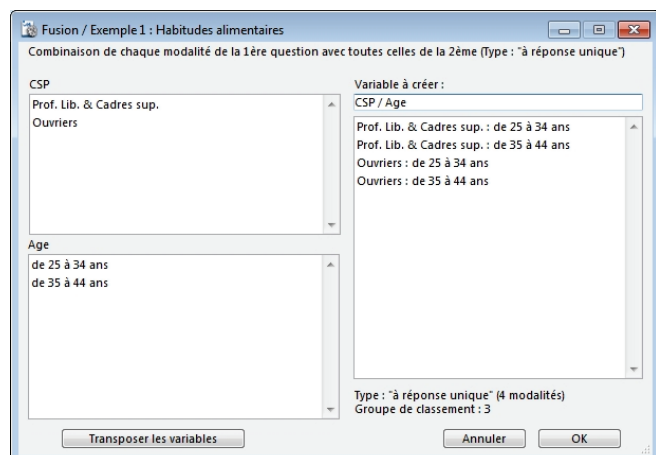 Fusion / Exemple 1 : Habitudes alimentaires
Combinaison de chaque modalité de la 1ère question avec toutes celles de la 2ème (Type : "à réponse unique")
CSP
Prof. Lib. & Cadres sup.
Ouvriers
Age
de 25 à 34 ans
de 35 à 44 ans
Transposer les variables
Variable à créer :
CSP / Age
Prof. Lib. & Cadres sup. : de 25 à 34 ans
Prof. Lib. & Cadres sup. : de 35 à 44 ans
Ouvriers : de 25 à 34 ans
Ouvriers : de 35 à 44 ans
Type : "à réponse unique" (4 modalités)
Groupe de classement : 3
Annuler
OK